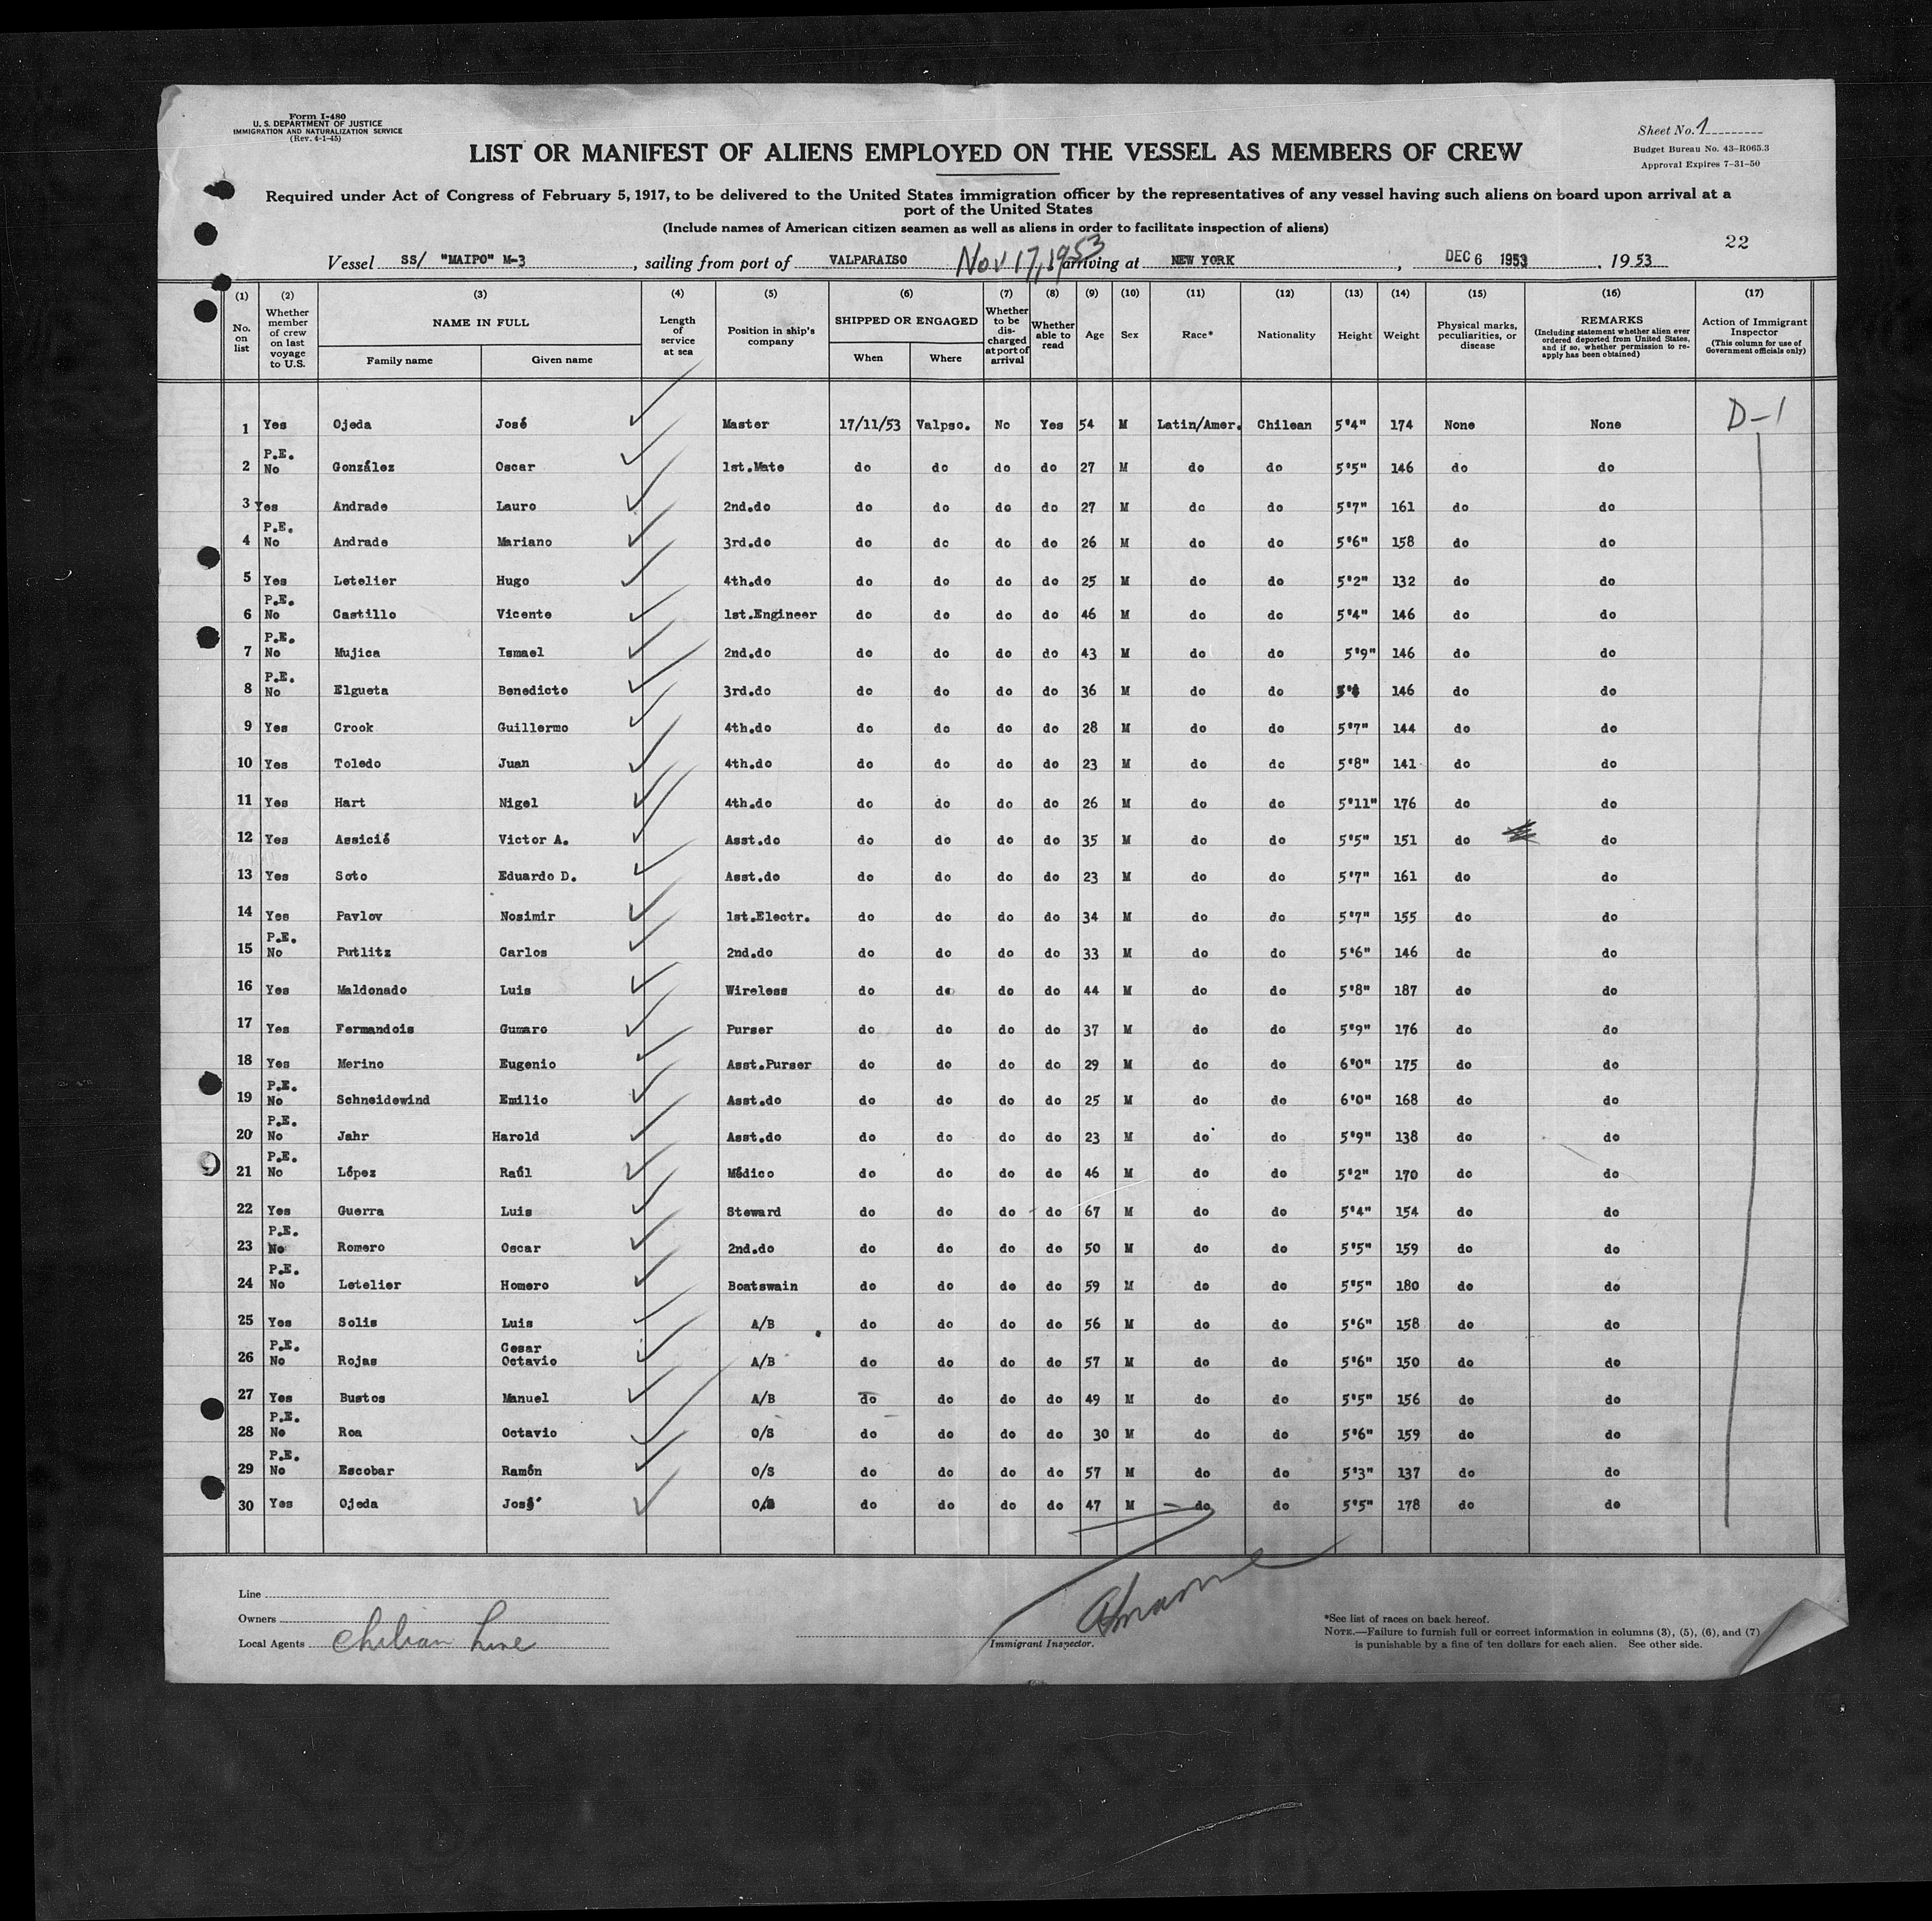 Form I-480
U. S. DEPARTMENT OF JUSTICE
IMMIGRATION AND NATURALIZATION SERVICE
(Rev. 4-1-45)
Sheet No. 1
Budget Bureau No. 43-R065.3
Approval Expires 7-31-50
LIST OR MANIFEST OF ALIENS EMPLOYED ON THE VESSEL AS MEMBERS OF CREW
Required under Act of Congress of February 5, 1917, to be delivered to the United States immigration officer by the representatives of any vessel having such aliens on board upon arrival at a
port of the United States
(Include names of American citizen seamen as well as aliens in order to facilitate inspection of aliens)
22
Vessel SS/ "MAIPO" M-3, sailing from port of VALPARAISO Nov 17, 1953 arriving at NEW YORK, DEC 6 1953, 1953
(1) No. on list (2) Whether member of crew on last voyage to U.S. (3) NAME IN FULL Family name Given name (4) Length of service at sea (5) Position in ship's company (6) SHIPPED OR ENGAGED When Where (7) Whether to be discharged at port of arrival (8) Whether able to read (9) Age (10) Sex (11) Race* (12) Nationality (13) Height (14) Weight (15) Physical marks, peculiarities, or disease (16) REMARKS (Including statement whether alien ever ordered deported from United States, and if so, whether permission to reapply has been obtained) (17) Action of Immigrant Inspector (This column for use of Government officials only)
1 Yes Ojeda José Master 17/11/53 Valpso. No Yes 54 M Latin/Amer. Chilean 5'4" 174 None None D-1
2 P.E. No González Oscar 1st.Mate do do do do 27 M do do 5'5" 146 do do
3 Yes Andrade Lauro 2nd.do do do do do 27 M do do 5'7" 161 do do
4 P.E. No Andrade Mariano 3rd.do do do do do 26 M do do 5'6" 158 do do
5 Yes Letelier Hugo 4th.do do do do do 25 M do do 5'2" 132 do do
6 P.E. No Castillo Vicente 1st.Engineer do do do do 46 M do do 5'4" 146 do do
7 P.E. No Mujica Ismael 2nd.do do do do do 43 M do do 5'9" 146 do do
8 P.E. No Elgueta Benedicto 3rd.do do do do do 36 M do do 146 do do
9 Yes Crook Guillermo 4th.do do do do do 28 M do do 5'7" 144 do do
10 Yes Toledo Juan 4th.do do do do do 23 M do do 5'8" 141 do do
11 Yes Hart Nigel 4th.do do do do do 26 M do do 5'11" 176 do do
12 Yes Assicié Victor A. Asst.do do do do do 35 M do do 5'5" 151 do do
13 Yes Soto Eduardo D. Asst.do do do do do 23 M do do 5'7" 161 do do
14 Yes Pavlov Nosimir 1st.Electr. do do do do 34 M do do 5'7" 155 do do
15 P.E. No Putlitz Carlos 2nd.do do do do do 33 M do do 5'6" 146 do do
16 Yes Maldonado Luis Wireless do do do do 44 M do do 5'8" 187 do do
17 Yes Fermandois Gumaro Purser do do do do 37 M do do 5'9" 176 do do
18 Yes Merino Eugenio Asst.Purser do do do do 29 M do do 6'0" 175 do do
19 P.E. No Schneidewind Emilio Asst.do do do do do 25 M do do 6'0" 168 do do
20 P.E. No Jahr Harold Asst.do do do do do 23 M do do 5'9" 138 do do
21 P.E. No López Raúl Médico do do do do 46 M do do 5'2" 170 do do
22 Yes Guerra Luis Steward do do do do 67 M do do 5'4" 154 do do
23 P.E. No Romero Oscar 2nd.do do do do do 50 M do do 5'5" 159 do do
24 P.E. No Letelier Homero Boatswain do do do do 59 M do do 5'5" 180 do do
25 Yes Solis Luis A/B do do do do 56 M do do 5'6" 158 do do
26 P.E. No Rojas Cesar Octavio A/B do do do do 57 M do do 5'6" 150 do do
27 Yes Bustos Manuel A/B do do do do 49 M do do 5'5" 156 do do
28 P.E. No Roa Octavio O/S do do do do 30 M do do 5'6" 159 do do
29 P.E. No Escobar Ramón O/S do do do do 57 M do do 5'3" 137 do do
30 Yes Ojeda José O/S do do do do 47 M do do 5'5" 178 do do
Line
Owners
Local Agents Chilean Line
Immigrant Inspector.
*See list of races on back hereof.
NOTE.—Failure to furnish full or correct information in columns (3), (5), (6), and (7)
is punishable by a fine of ten dollars for each alien. See other side.